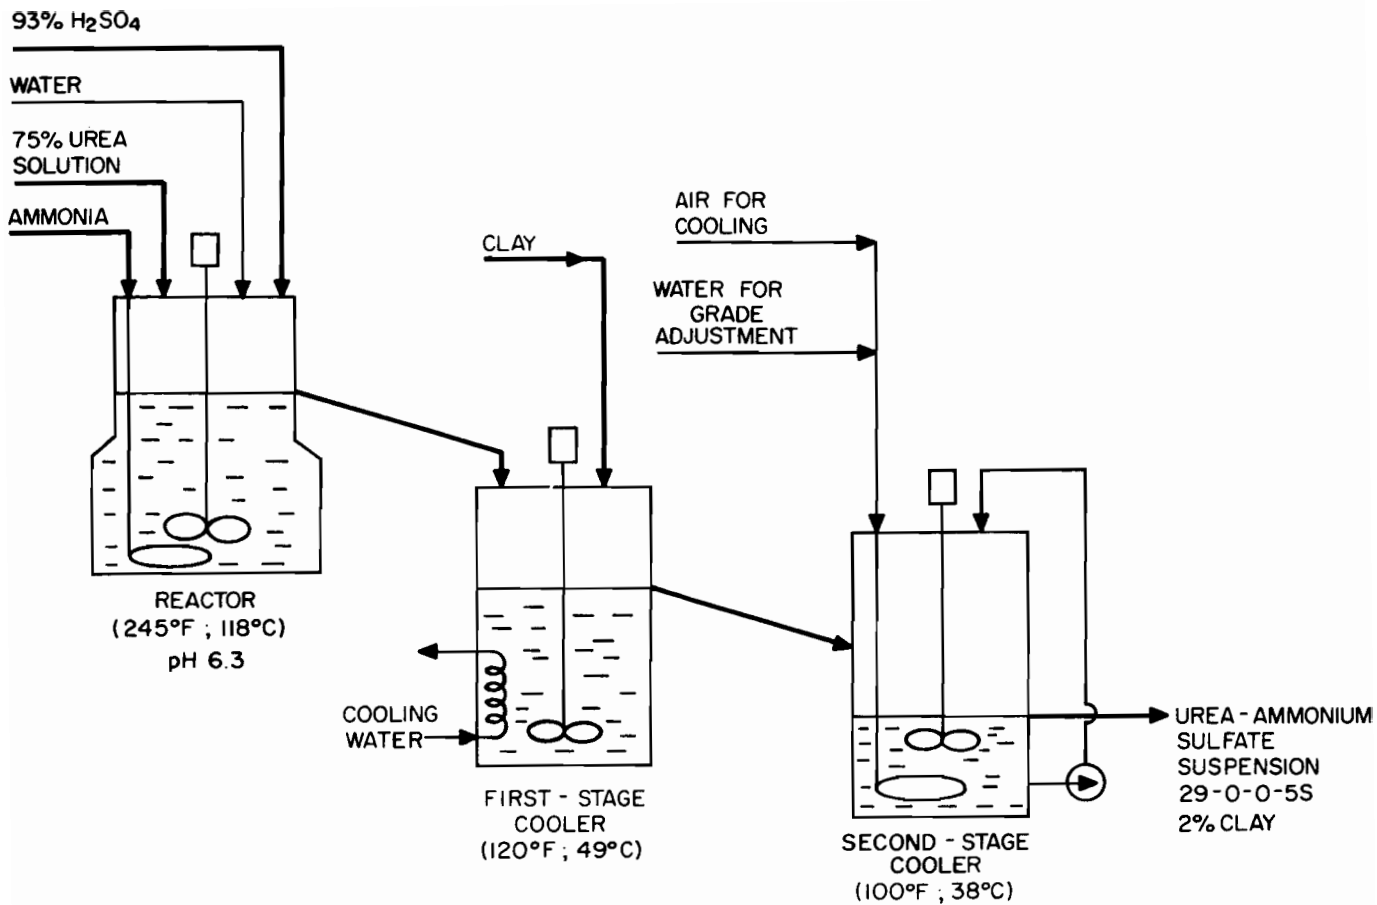 93% H₂SO₄
WATER
75% UREA
SOLUTION
AMMONIA
REACTOR
(245°F ; 118°C)
pH 6.3
CLAY
COOLING
WATER
FIRST - STAGE
COOLER
(120°F ; 49°C)
AIR FOR
COOLING
WATER FOR
GRADE
ADJUSTMENT
SECOND - STAGE
COOLER
(100°F ; 38°C)
UREA - AMMONIUM
SULFATE
SUSPENSION
29-0-0-5S
2% CLAY